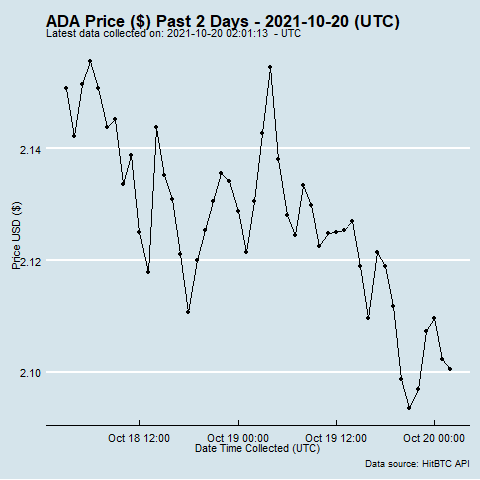 ADA Price ($) Past 2 Days - 2021-10-20 (UTC)
Latest data collected on: 2021-10-20 02:01:13 - UTC
Price USD ($)
2.14
2.12
2.10
Oct 18 12:00 Oct 19 00:00 Oct 19 12:00 Oct 20 00:00
Date Time Collected (UTC)
Data source: HitBTC API